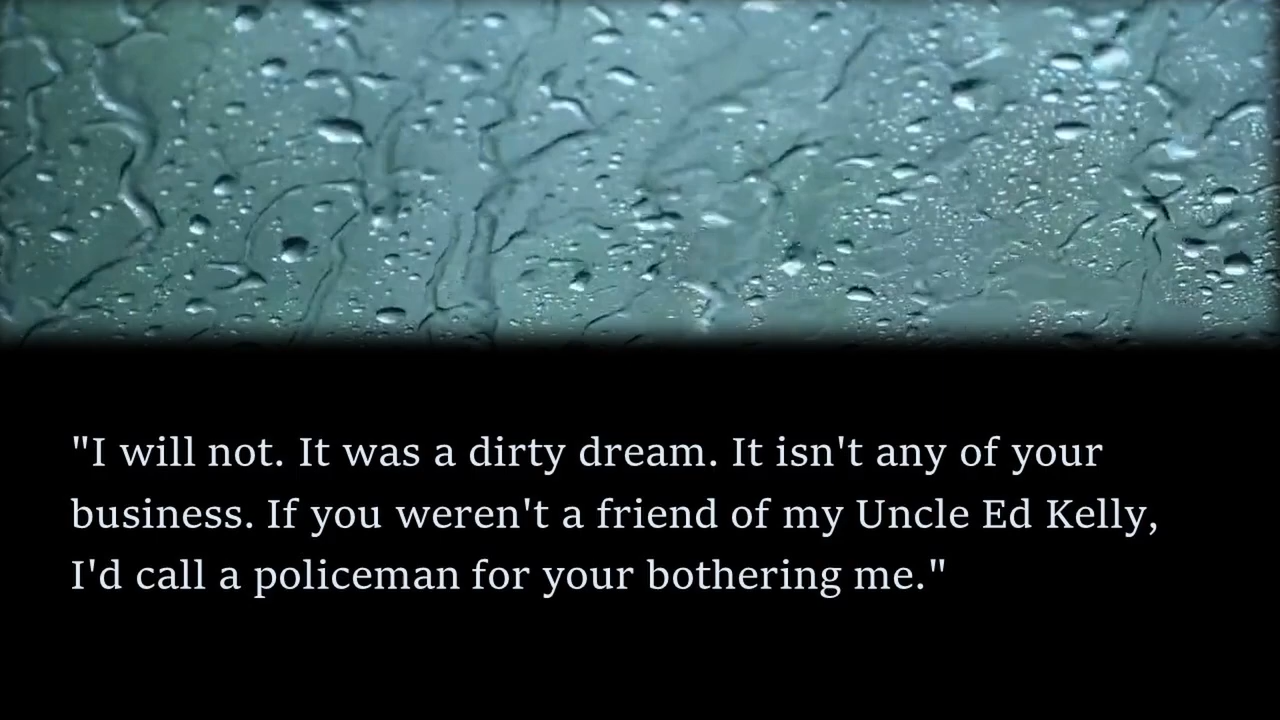 "I will not. It was a dirty dream. It isn't any of your
business. If you weren't a friend of my Uncle Ed Kelly,
I'd call a policeman for your bothering me."